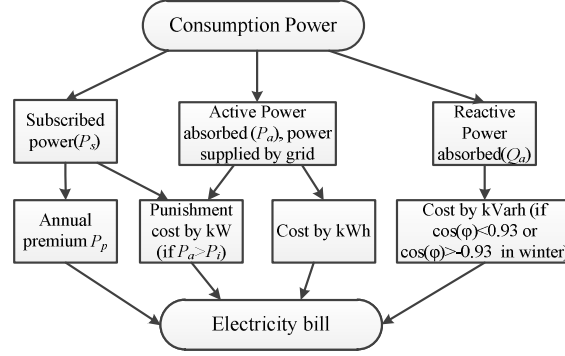 Consumption Power
Subscribed
power(Pₛ)
Active Power
absorbed (Pₐ), power
supplied by grid
Reactive
Power
absorbed(Qₐ)
Annual
premium Pₚ
Punishment
cost by kW
(if Pₐ>Pᵢ)
Cost by kWh
Cost by kVarh (if
cos(φ)<0.93 or
cos(φ)>-0.93 in winter)
Electricity bill